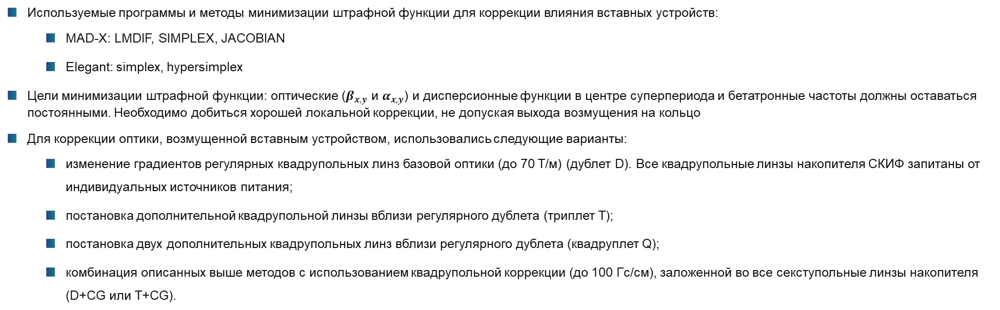 Используемые программы и методы минимизации штрафной функции для коррекции влияния вставных устройств:
MAD-X: LMDIF, SIMPLEX, JACOBIAN
Elegant: simplex, hypersimplex
Цели минимизации штрафной функции: оптические (βx,y и αx,y) и дисперсионные функции в центре суперпериода и бетатронные частоты должны оставаться
постоянными. Необходимо добиться хорошей локальной коррекции, не допуская выхода возмущения на кольцо
Для коррекции оптики, возмущенной вставным устройством, использовались следующие варианты:
изменение градиентов регулярных квадрупольных линз базовой оптики (до 70 Т/м) (дублет D). Все квадрупольные линзы накопителя СКИФ запитаны от
индивидуальных источников питания;
постановка дополнительной квадрупольной линзы вблизи регулярного дублета (триплет T);
постановка двух дополнительных квадрупольных линз вблизи регулярного дублета (квадруплет Q);
комбинация описанных выше методов с использованием квадрупольной коррекции (до 100 Гс/см), заложенной во все секступольные линзы накопителя
(D+CG или T+CG).